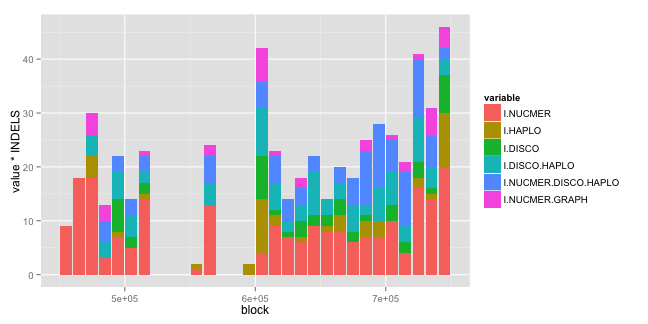 value * INDELS
40
30
20
10
0
5e+05
6e+05
7e+05
block
variable
I.NUCMER
I.HAPLO
I.DISCO
I.DISCO.HAPLO
I.NUCMER.DISCO.HAPLO
I.NUCMER.GRAPH